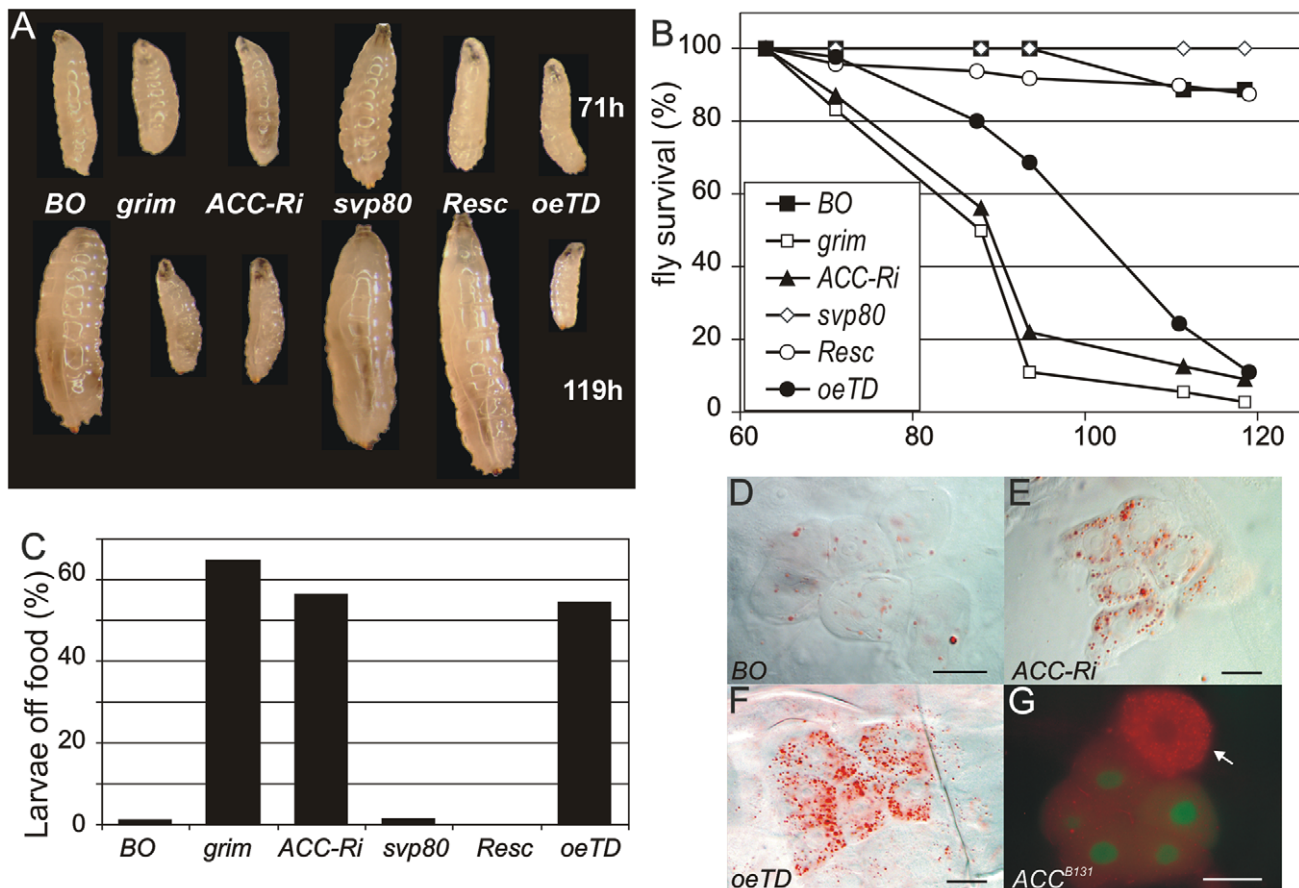 A
71h
BO grim ACC-Ri svp80 Resc oeTD
119h
B
fly survival (%)
100
80
60
40
20
0
60 80 100 120
BO
grim
ACC-Ri
svp80
Resc
oeTD
C
Larvae off food (%)
60
40
20
0
BO grim ACC-Ri svp80 Resc oeTD
D
BO
E
ACC-Ri
F
oeTD
G
ACC^B131